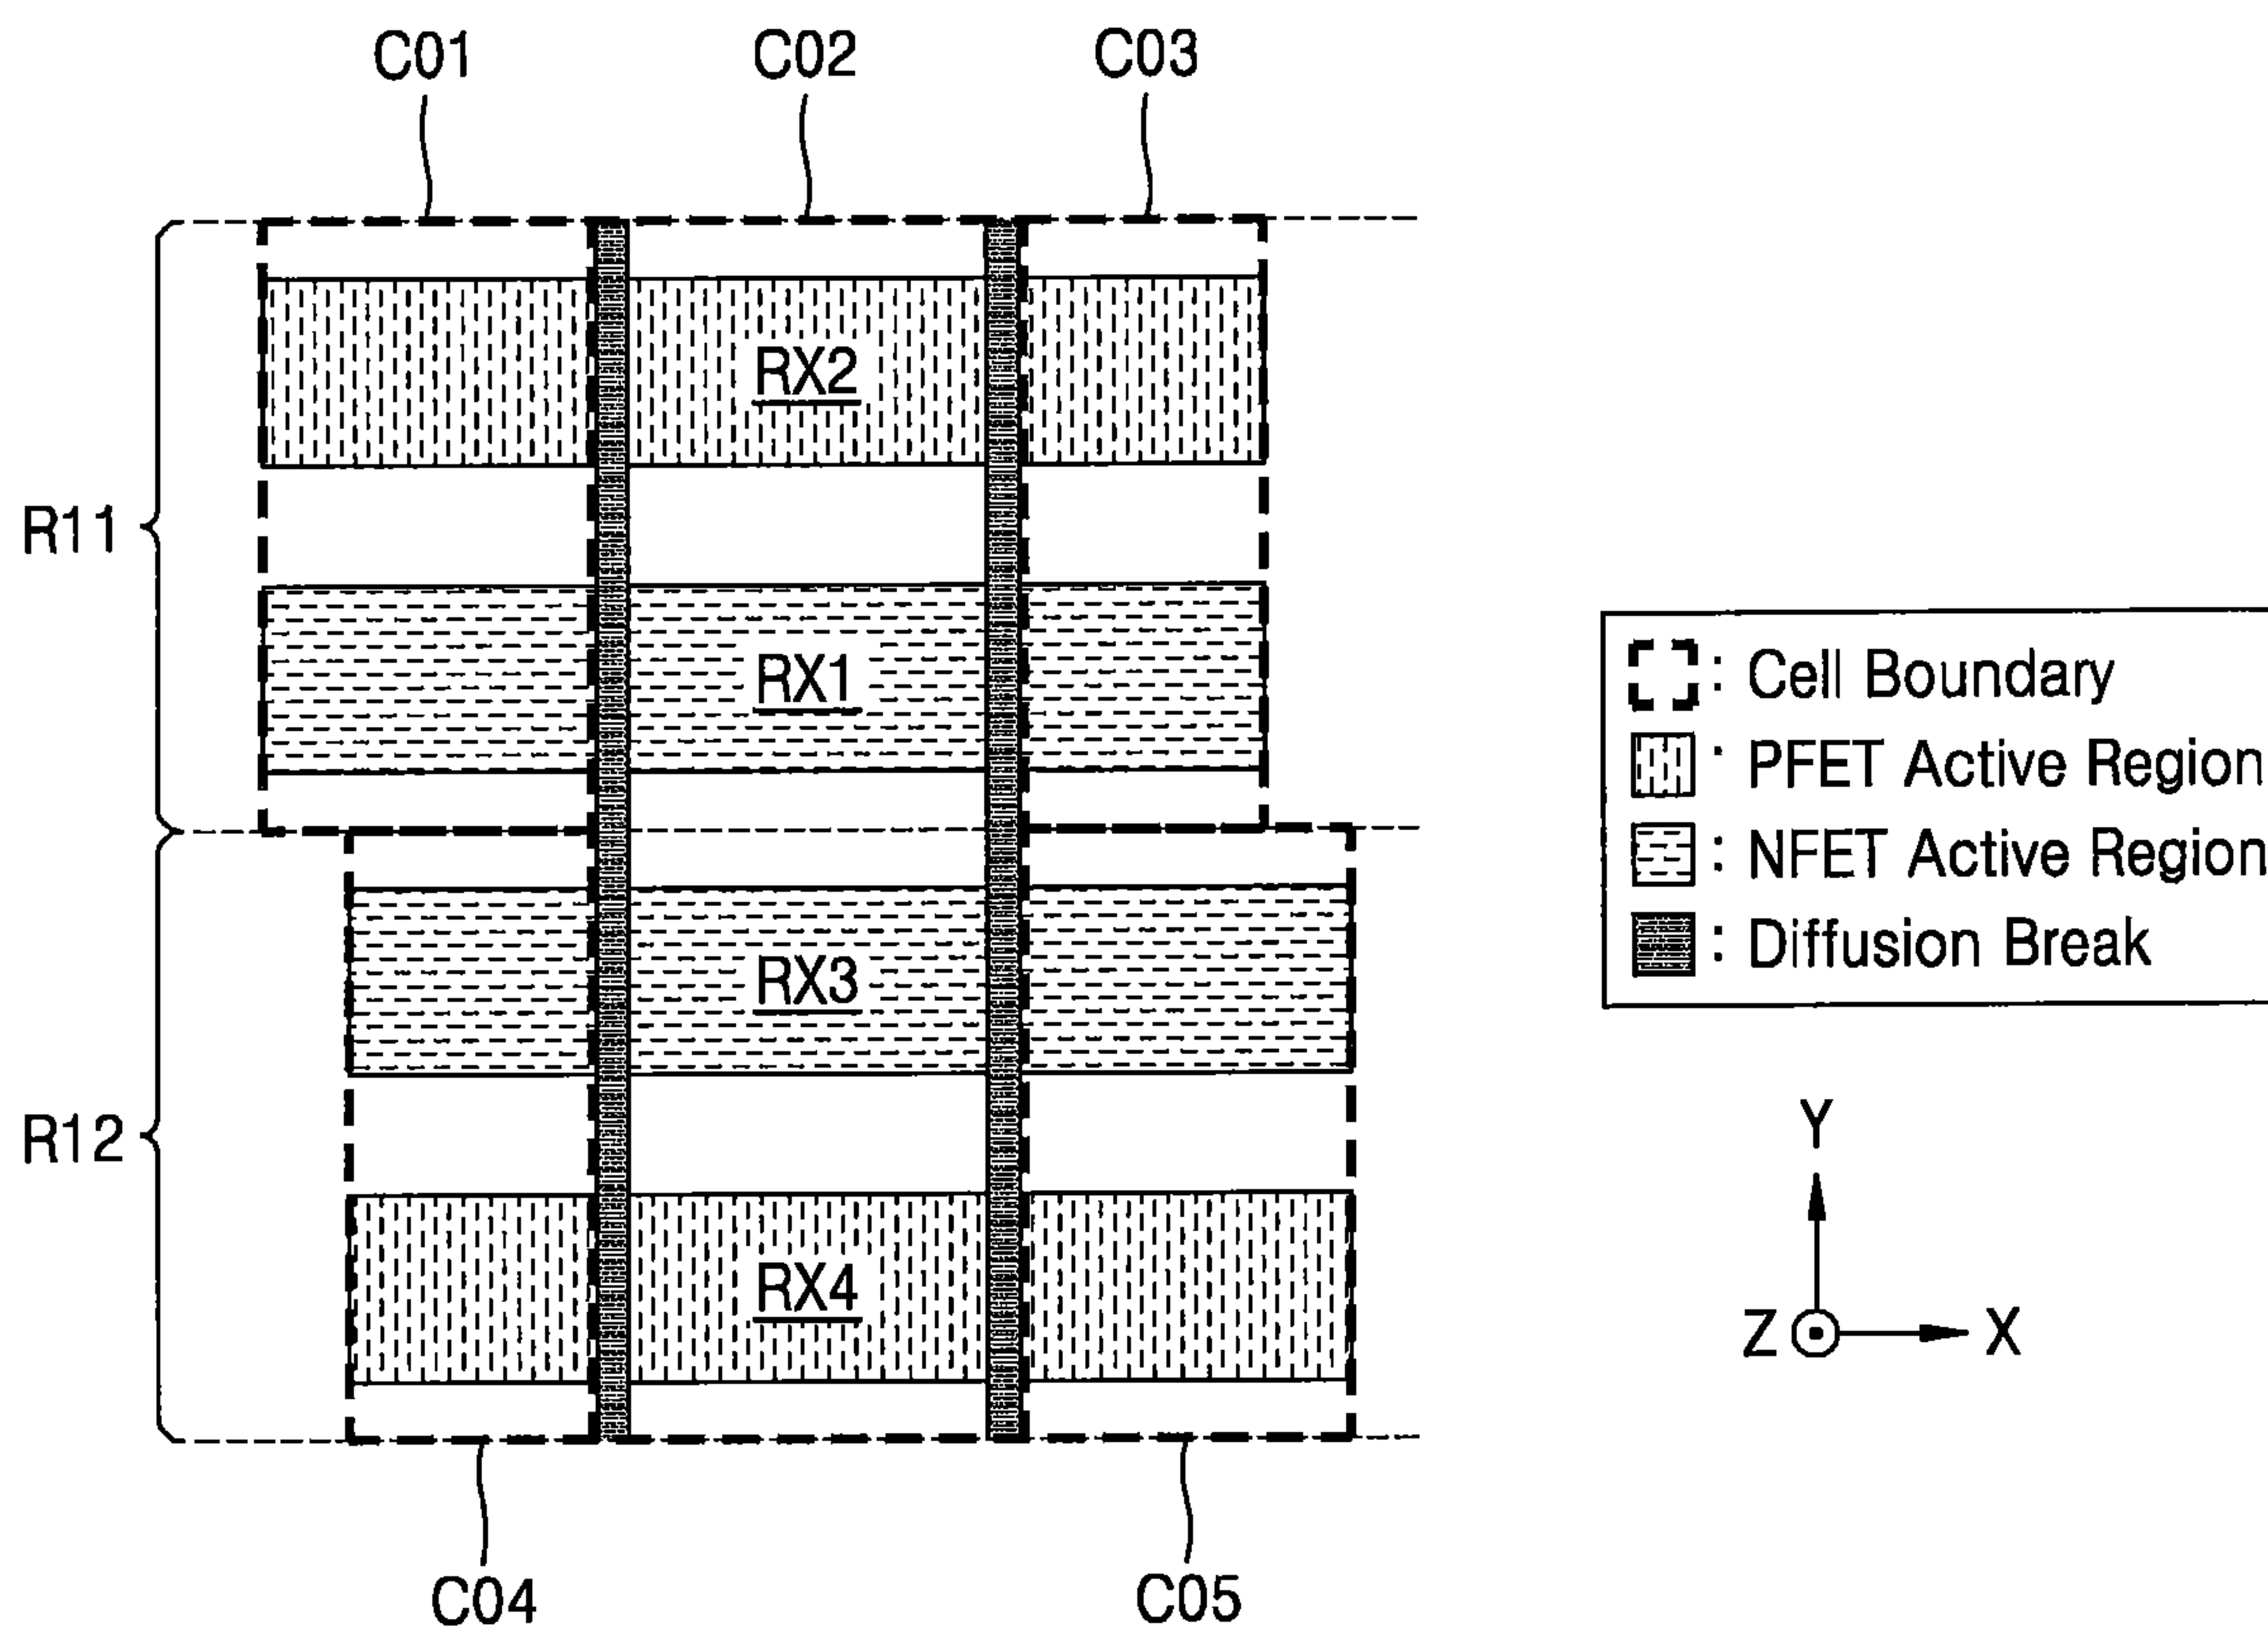 C01 C02 C03
RX2
R11
RX1
: Cell Boundary
: PFET Active Region
: NFET Active Region
: Diffusion Break
RX3
R12
RX4
Y
Z X
C04 C05